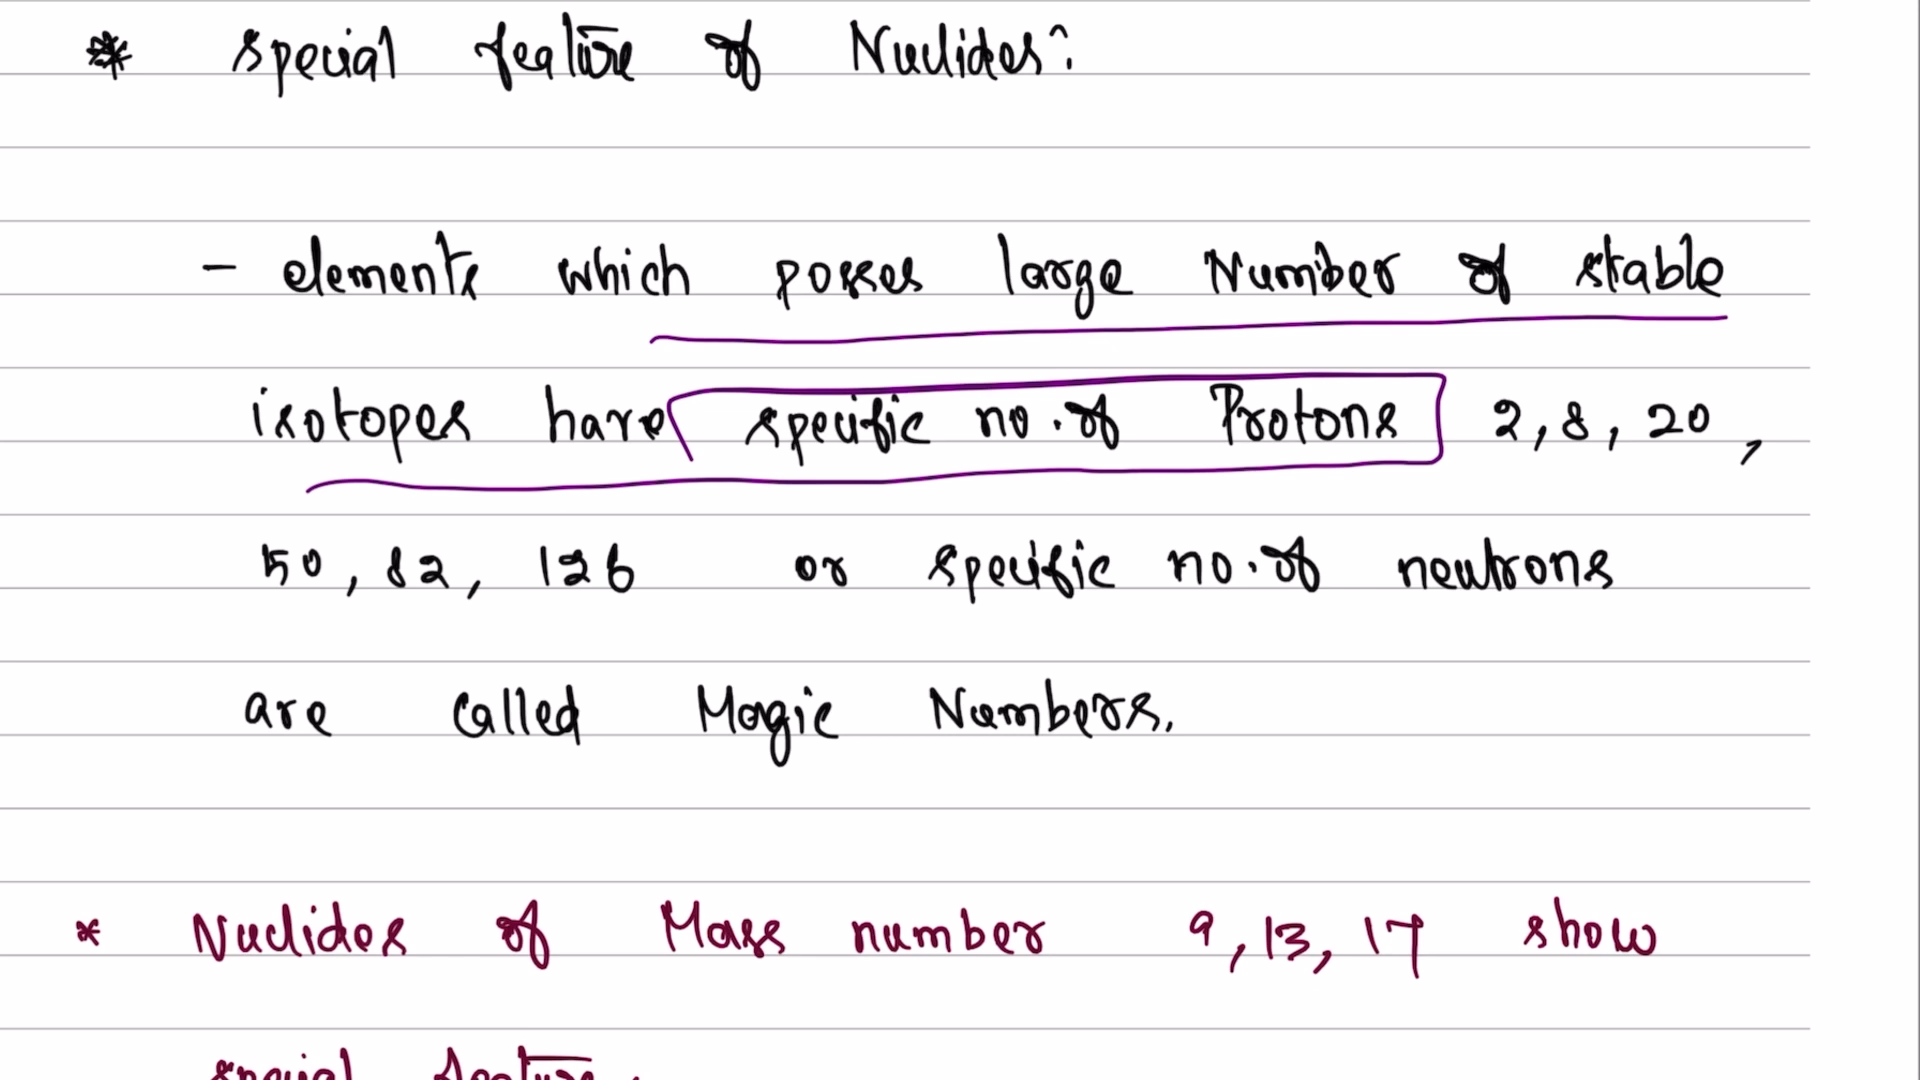 * special feature of Nuclides:
- elements which posses large Number of stable
isotopes have specific no. of Protons 2, 8, 20,
50, 82, 126 or specific no. of neutrons
are called Magic Numbers.
* Nuclides of Mass number 9, 13, 17 show
special feature.